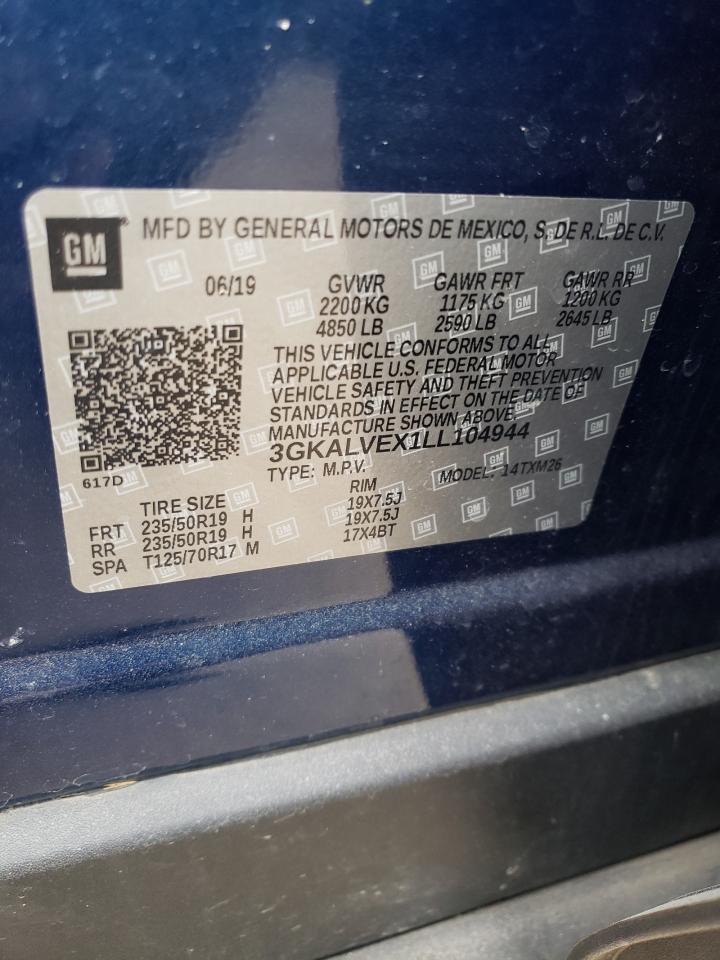 GM
MFD BY GENERAL MOTORS DE MEXICO, S. DE R.L. DE C.V.
06/19 GVWR GAWR FRT GAWR RR
2200 KG 1175 KG 1200 KG
4850 LB 2590 LB 2645 LB
THIS VEHICLE CONFORMS TO ALL
APPLICABLE U.S. FEDERAL MOTOR
VEHICLE SAFETY AND THEFT PREVENTION
STANDARDS IN EFFECT ON THE DATE OF
MANUFACTURE SHOWN ABOVE
3GKALVEX1LL104944
TYPE: M.P.V. MODEL: 14TXM26
617D
TIRE SIZE RIM
FRT 235/50R19 H 19X7.5J
RR 235/50R19 H 19X7.5J
SPA T125/70R17 M 17X4BT